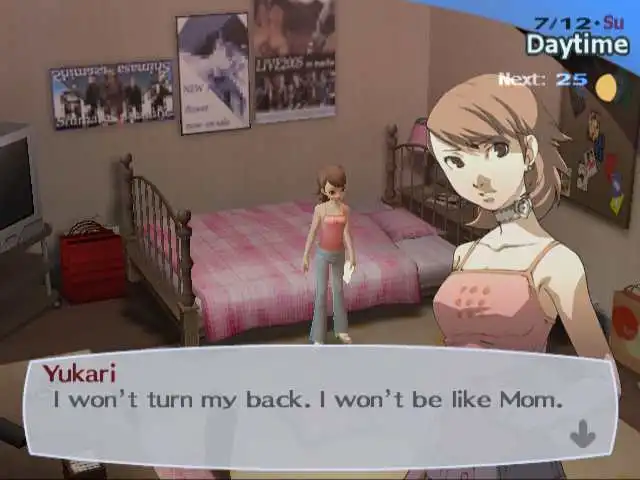 7/12·Su
Daytime
Next: 25
NEW
LIVE2005
Yukari
I won't turn my back. I won't be like Mom.